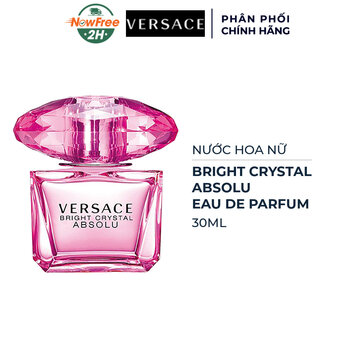 NowFree
2H
VERSACE
PHÂN PHỐI
CHÍNH HÃNG
NƯỚC HOA NỮ
BRIGHT CRYSTAL
ABSOLU
EAU DE PARFUM
30ML
VERSACE
BRIGHT CRYSTAL
ABSOLU